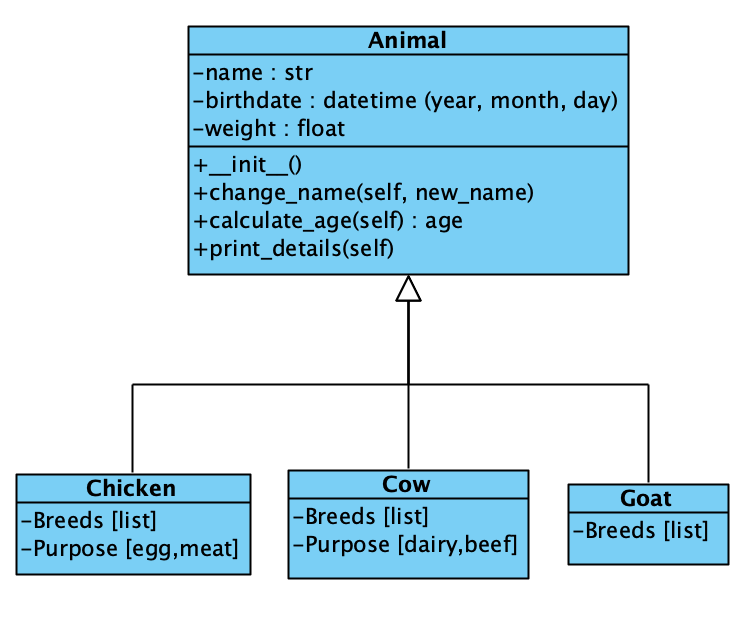 Animal
-name : str
-birthdate : datetime (year, month, day)
-weight : float
+__init__()
+change_name(self, new_name)
+calculate_age(self) : age
+print_details(self)
Chicken
-Breeds [list]
-Purpose [egg,meat]
Cow
-Breeds [list]
-Purpose [dairy,beef]
Goat
-Breeds [list]